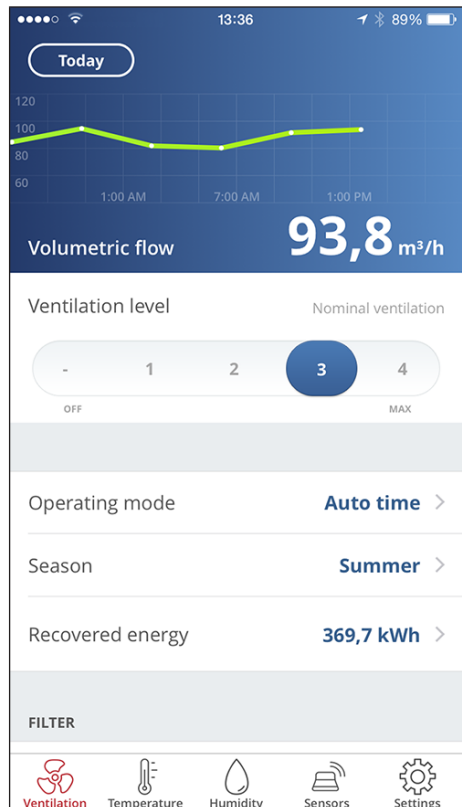 13:36 89%
Today
120
100
80
60
1:00 AM 7:00 AM 1:00 PM
Volumetric flow 93,8 m³/h
Ventilation level Nominal ventilation
- 1 2 3 4
OFF MAX
Operating mode Auto time
Season Summer
Recovered energy 369,7 kWh
FILTER
Ventilation Temperature Humidity Sensors Settings